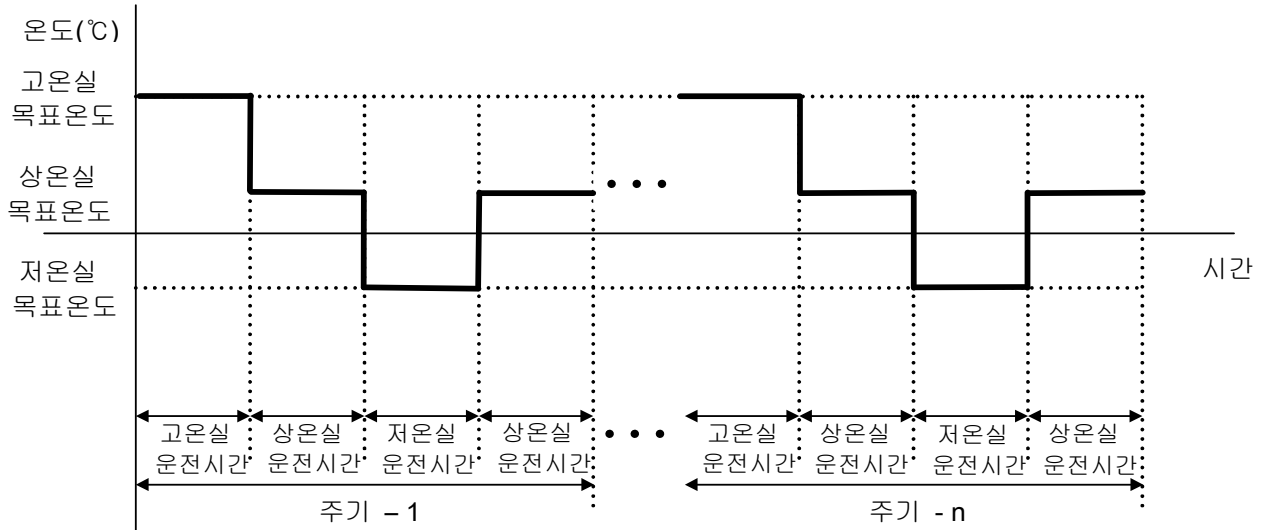 온도(℃)
고온실
목표온도
상온실
목표온도
저온실
목표온도
시간
고온실
운전시간
상온실
운전시간
저온실
운전시간
상온실
운전시간
고온실
운전시간
상온실
운전시간
저온실
운전시간
상온실
운전시간
주기 – 1
주기 - n